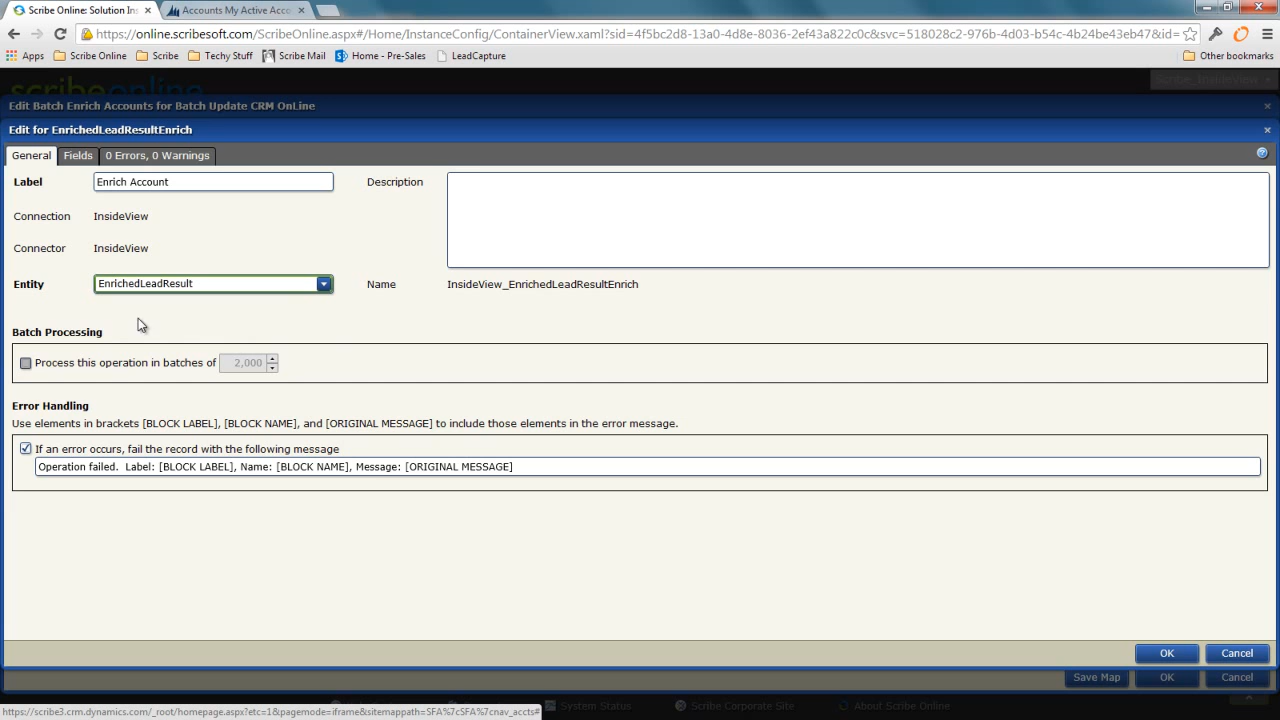 Scribe Online: Solution Ins
Accounts My Active Acco
https://online.scribesoft.com/ScribeOnline.aspx#/Home/InstanceConfig/ContainerView.xaml?sid=4f5bc2d8-13a0-4d8e-8036-2ef43a822c0c&svc=518028c2-976b-4d03-b54c-4b24be43eb47&id=
Apps Scribe Online Scribe Techy Stuff Scribe Mail Home - Pre-Sales LeadCapture Other bookmarks
scribeonline Scribe_InsideView
Edit Batch Enrich Accounts for Batch Update CRM OnLine
Edit for EnrichedLeadResultEnrich
General Fields 0 Errors, 0 Warnings
Label Enrich Account Description
Connection InsideView
Connector InsideView
Entity EnrichedLeadResult Name InsideView_EnrichedLeadResultEnrich
Batch Processing
Process this operation in batches of 2,000
Error Handling
Use elements in brackets [BLOCK LABEL], [BLOCK NAME], and [ORIGINAL MESSAGE] to include those elements in the error message.
If an error occurs, fail the record with the following message
Operation failed. Label: [BLOCK LABEL], Name: [BLOCK NAME], Message: [ORIGINAL MESSAGE]
OK Cancel
Save Map OK Cancel
System Status Scribe Corporate Site About Scribe Online
https://scribe3.crm.dynamics.com/_root/homepage.aspx?etc=1&pagemode=iframe&sitemappath=SFA%7cSFA%7cnav_accts#